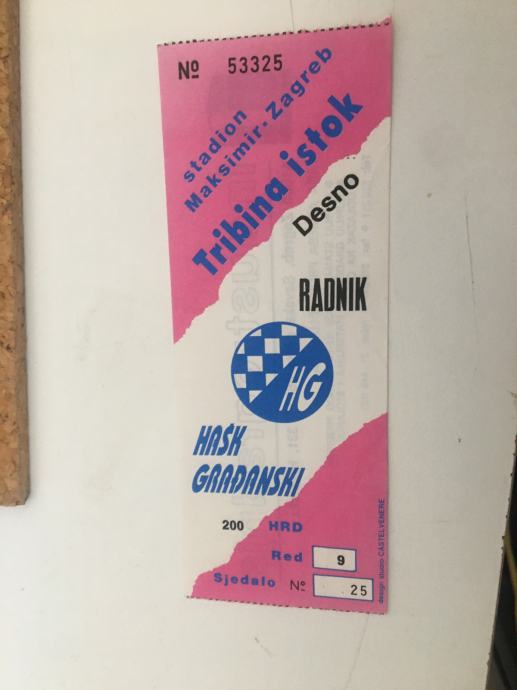 Nº 53325
stadion
Maksimir - Zagreb
Tribina istok
Desno
RADNIK
HG
HAŠK
GRAĐANSKI
200 HRD
Red 9
Sjedalo Nº 25
design studio CASTELVENERE